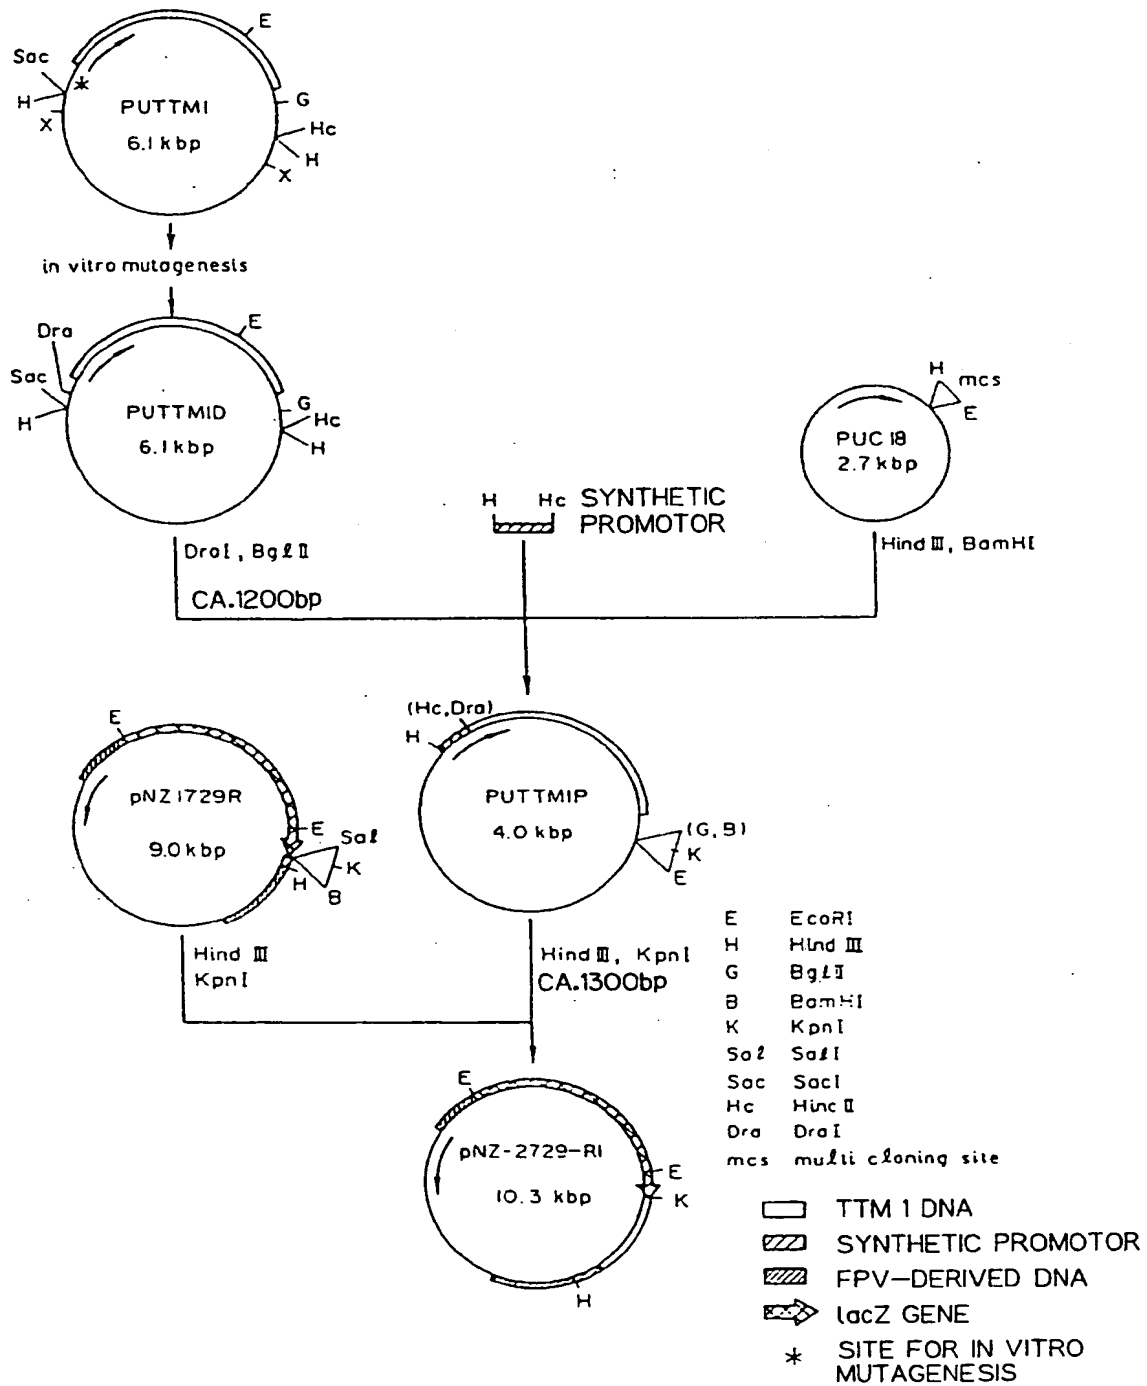 E
Sac
*
H
X
G
Hc
H
X
PUTTMI
6.1 kbp
in vitro mutagenesis
Dra
E
Sac
H
G
Hc
H
PUTTMID
6.1 kbp
H
mcs
E
PUC 18
2.7 kbp
H Hc SYNTHETIC
PROMOTOR
DraI, BglII
CA.1200bp
Hind III, BamHI
E
pNZ1729R
9.0 kbp
E
Sal
K
H
B
(Hc,Dra)
H
PUTTMIP
4.0 kbp
(G, B)
K
E
Hind III
KpnI
Hind III, KpnI
CA.1300bp
E
pNZ-2729-RI
10.3 kbp
E
K
H
E EcoRI
H Hind III
G BglII
B BamHI
K KpnI
Sal SalI
Sac SacI
Hc Hinc II
Dra DraI
mcs multi cloning site
TTM 1 DNA
SYNTHETIC PROMOTOR
FPV-DERIVED DNA
lacZ GENE
* SITE FOR IN VITRO
MUTAGENESIS